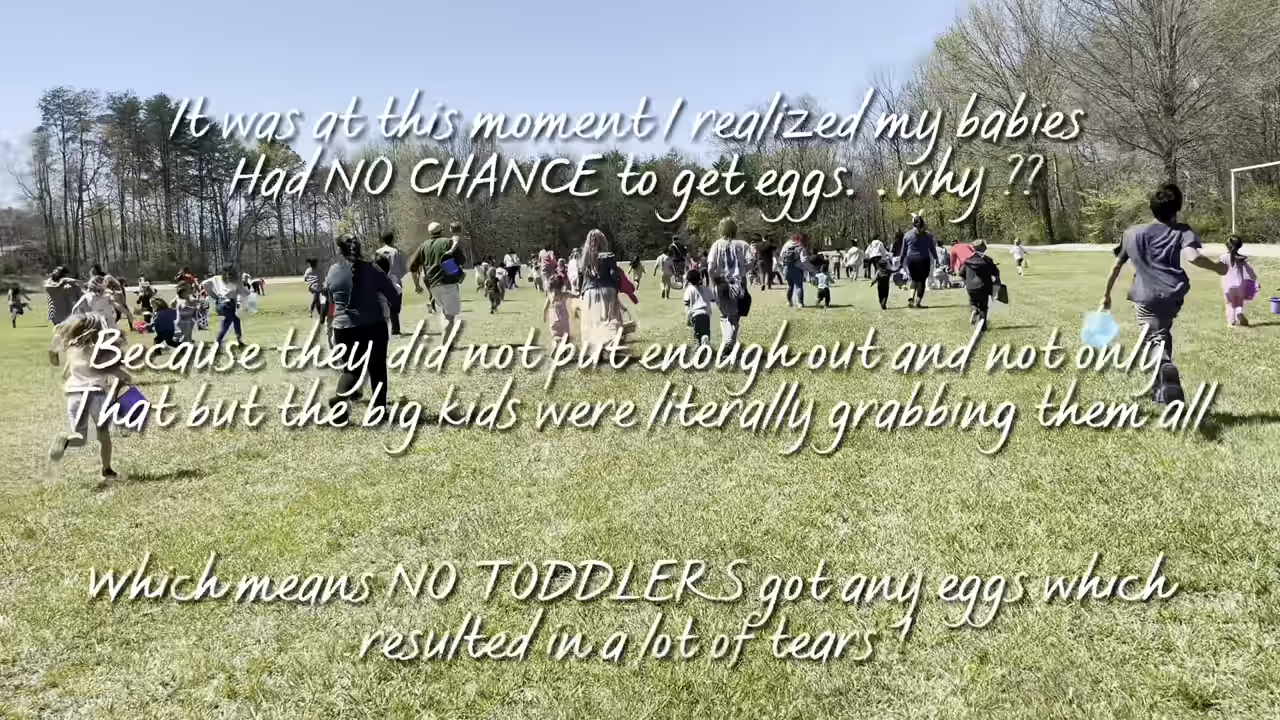 It was at this moment I realized my babies
Had NO CHANCE to get eggs. . why ??
Because they did not put enough out and not only
That but the big kids were literally grabbing them all
Which means NO TODDLERS got any eggs which
resulted in a lot of tears !